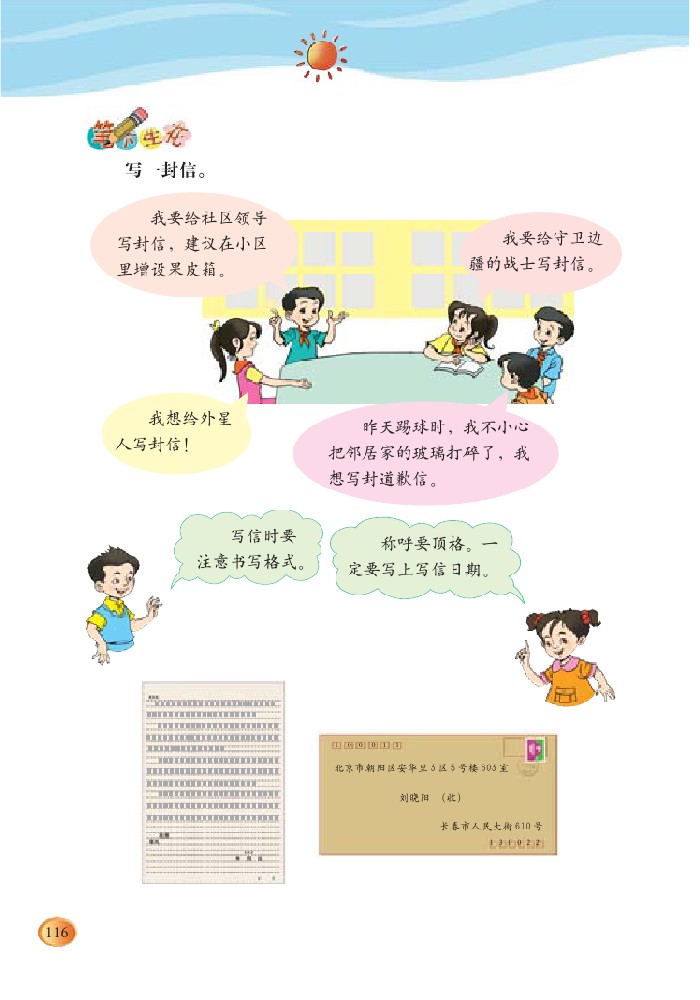 笔下生花
写一封信。
我要给社区领导
写封信，建议在小区
里增设果皮箱。
我要给守卫边
疆的战士写封信。
我想给外星
人写封信！
昨天踢球时，我不小心
把邻居家的玻璃打碎了，我
想写封道歉信。
写信时要
注意书写格式。
称呼要顶格。一
定要写上写信日期。
北京市朝阳区安华里5区5号楼505室
刘晓阳 （收）
长春市人民大街610号
131022
116